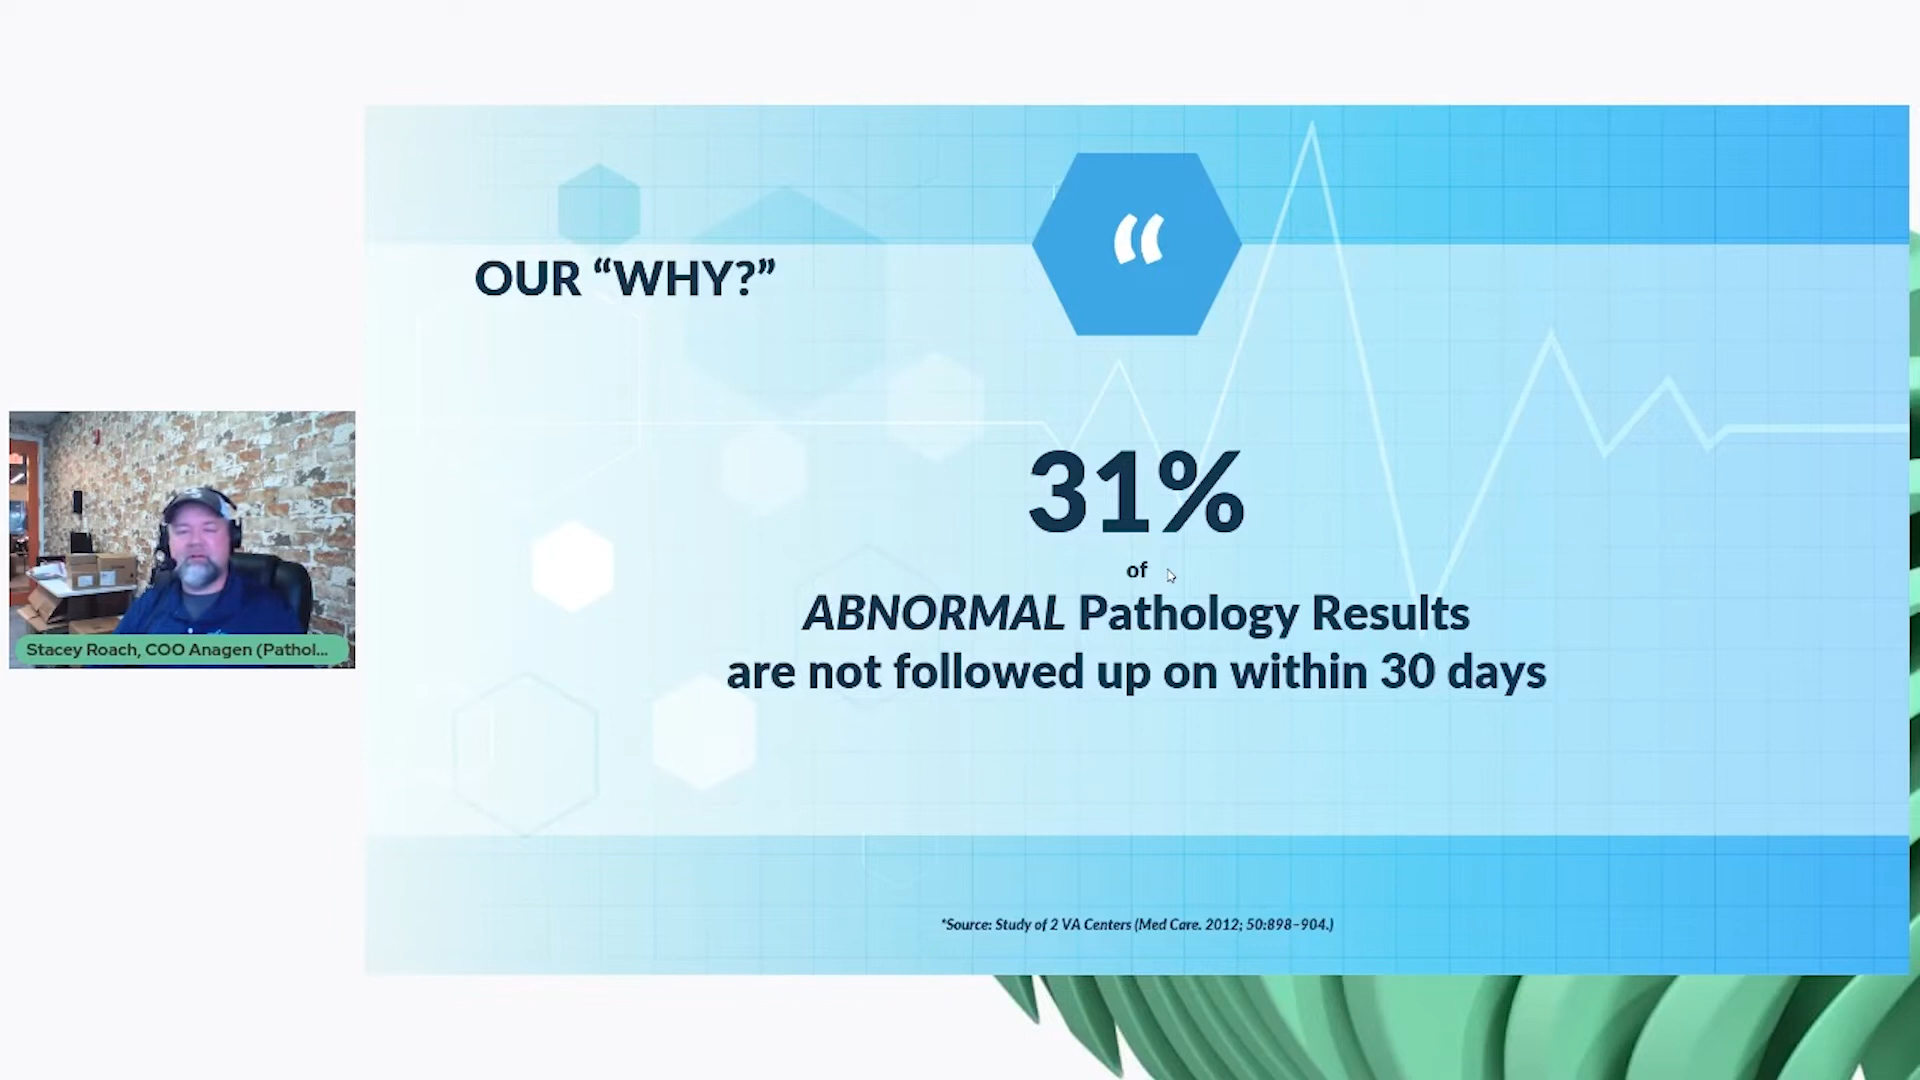 OUR “WHY?”
“
31%
of
ABNORMAL Pathology Results
are not followed up on within 30 days
Stacey Roach, COO Anagen (Pathol...
*Source: Study of 2 VA Centers (Med Care. 2012; 50:898–904.)